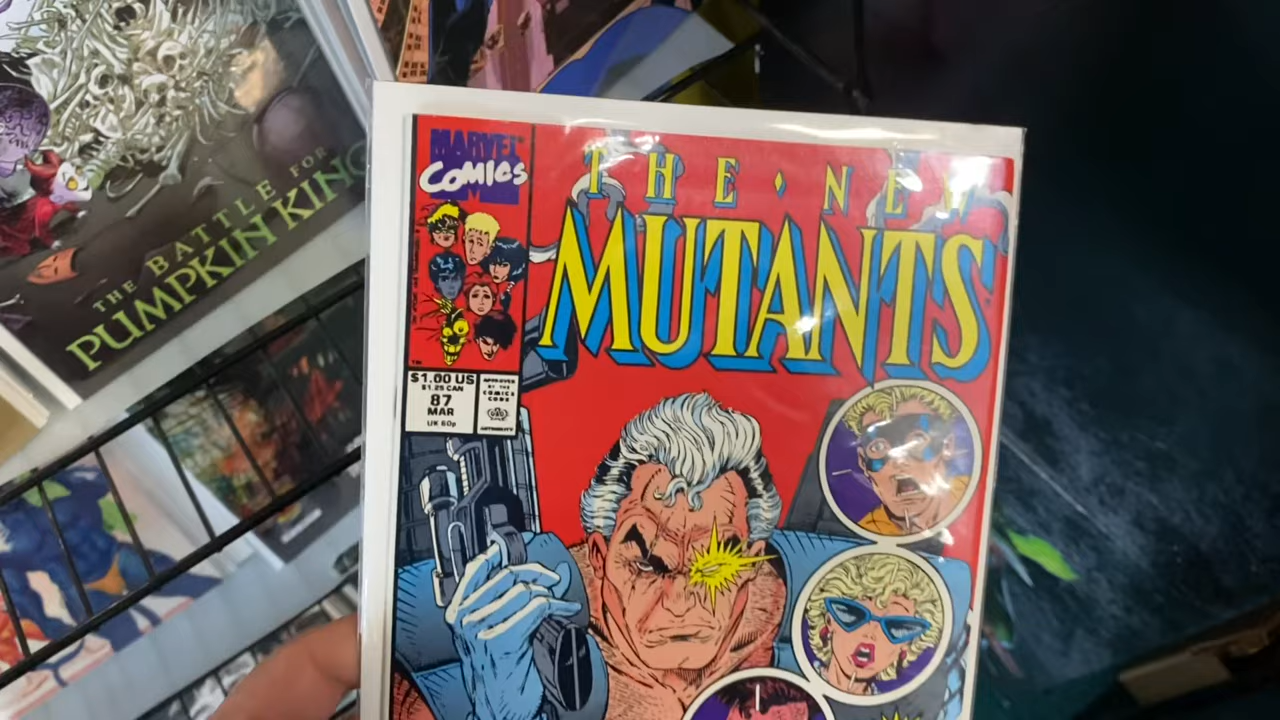 THE BATTLE FOR
PUMPKIN KING
MARVEL
COMICS
THE NEW
MUTANTS
$1.00 US
$1.25 CAN
87
MAR
UK 60p
APPROVED
BY THE
COMICS
CODE
AUTHORITY